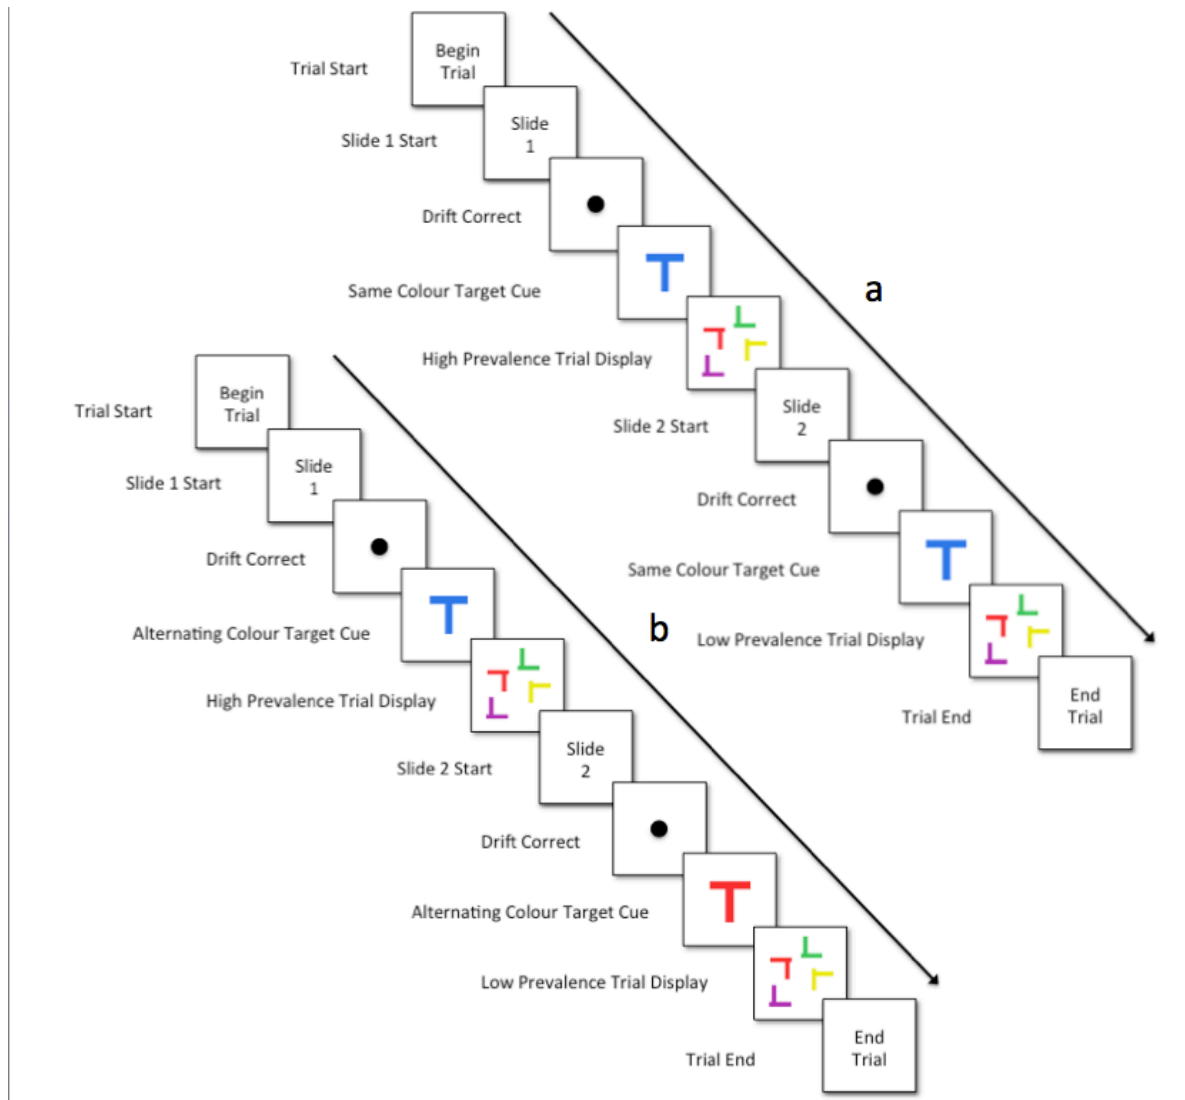 Begin
Trial
Trial Start
Slide
1
Slide 1 Start
Drift Correct
T
Same Colour Target Cue
a
High Prevalence Trial Display
Slide
2
Slide 2 Start
Drift Correct
T
Same Colour Target Cue
Low Prevalence Trial Display
End
Trial
Trial End
Begin
Trial
Trial Start
Slide
1
Slide 1 Start
Drift Correct
T
Alternating Colour Target Cue
b
High Prevalence Trial Display
Slide
2
Slide 2 Start
Drift Correct
T
Alternating Colour Target Cue
Low Prevalence Trial Display
End
Trial
Trial End